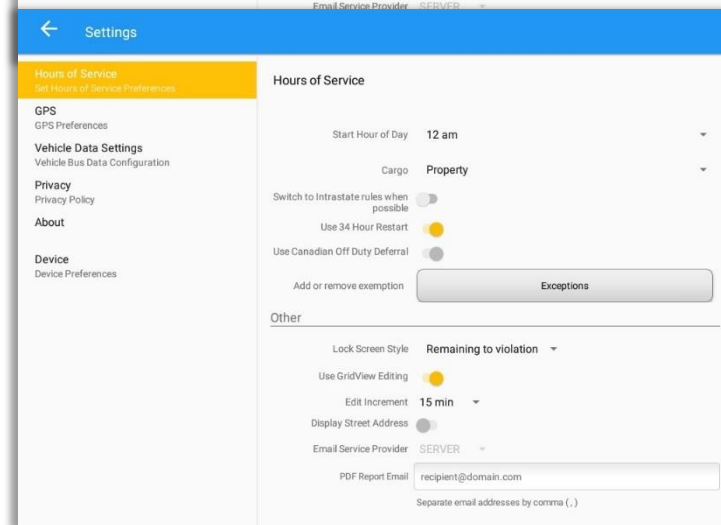 Email Service Provider SERVER
Settings
Hours of Service
Set Hours of Service Preferences
GPS
GPS Preferences
Vehicle Data Settings
Vehicle Bus Data Configuration
Privacy
Privacy Policy
About
Device
Device Preferences
Hours of Service
Start Hour of Day 12 am
Cargo Property
Switch to Intrastate rules when
possible
Use 34 Hour Restart
Use Canadian Off Duty Deferral
Add or remove exemption Exceptions
Other
Lock Screen Style Remaining to violation
Use GridView Editing
Edit Increment 15 min
Display Street Address
Email Service Provider SERVER
PDF Report Email recipient@domain.com
Separate email addresses by comma ( , )